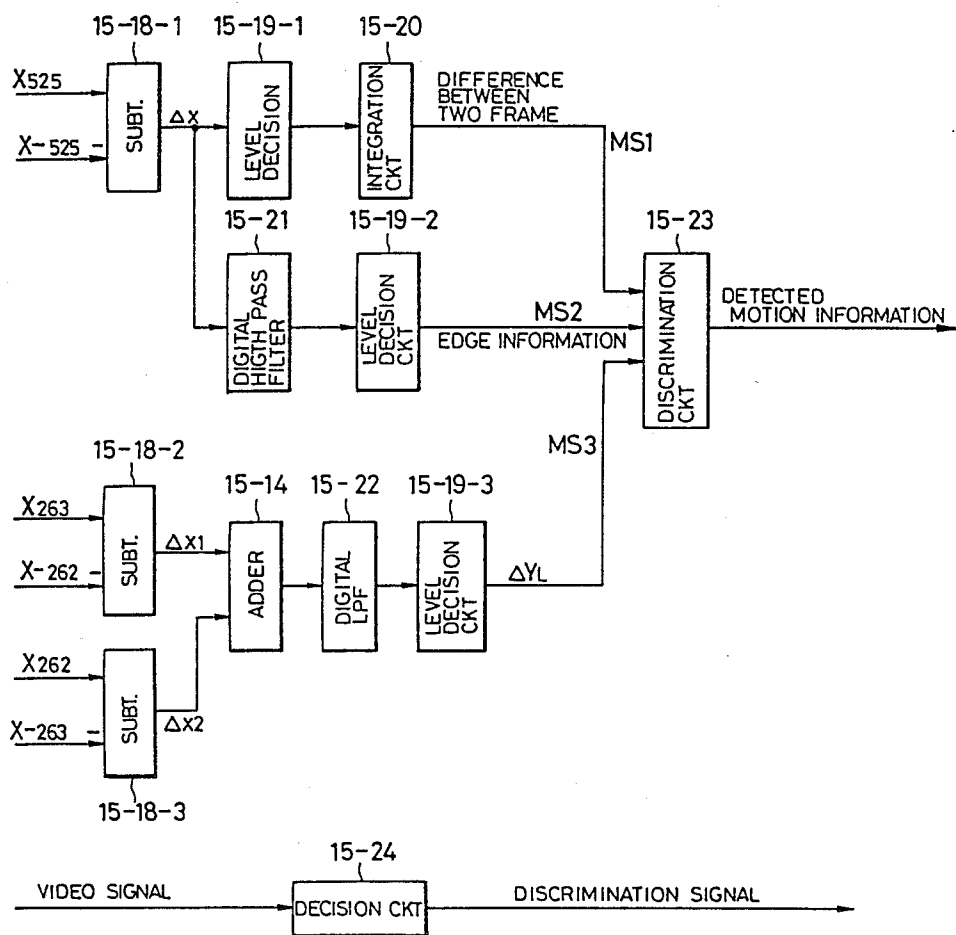 15-18-1
15-19-1
15-20
X525
X-525
-
SUBT.
ΔX
LEVEL
DECISION
INTEGRATION
CKT
DIFFERENCE
BETWEEN
TWO FRAME
MS1
15-21
15-19-2
15-23
DIGITAL
HIGTH PASS
FILTER
LEVEL
DECISION
CKT
MS2
EDGE INFORMATION
DISCRIMINATION
CKT
DETECTED
MOTION INFORMATION
MS3
15-18-2
15-14
15-22
15-19-3
X263
X-262
-
SUBT.
ΔX1
ADDER
DIGITAL
LPF
LEVEL
DECISION
CKT
ΔYL
X262
X-263
-
SUBT.
ΔX2
15-18-3
15-24
VIDEO SIGNAL
DECISION CKT
DISCRIMINATION SIGNAL